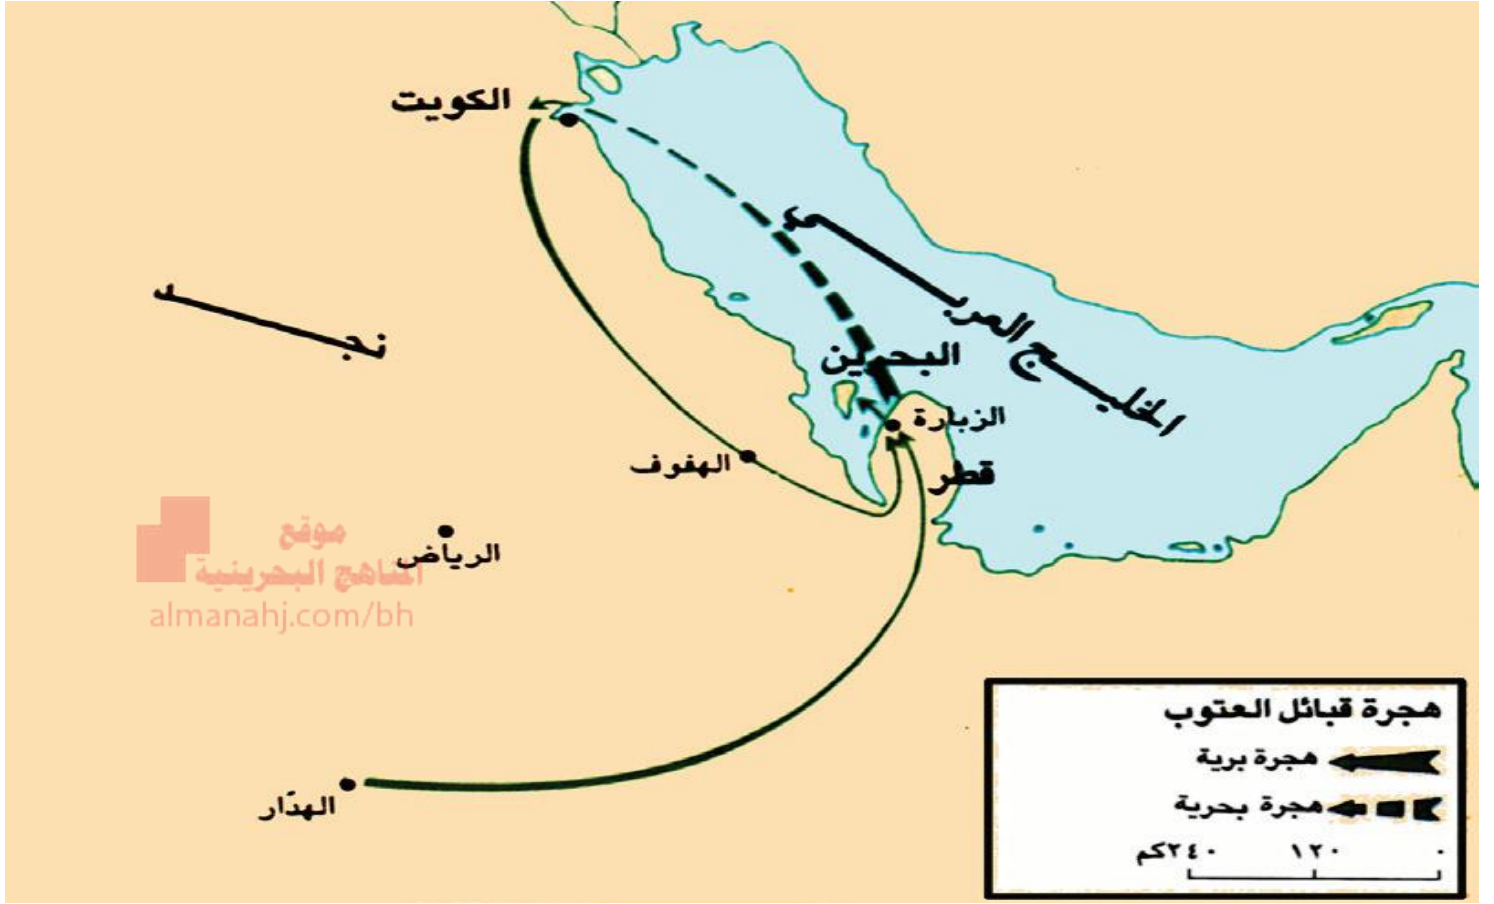 الكويت
نجد
الخليج العربي
البحرين
الزبارة
قطر
الهفوف
الرياض
موقع
المناهج البحرينية
almanahj.com/bh
الهدّار
هجرة قبائل العتوب
هجرة برية
هجرة بحرية
٠ ١٢٠ ٢٤٠كم